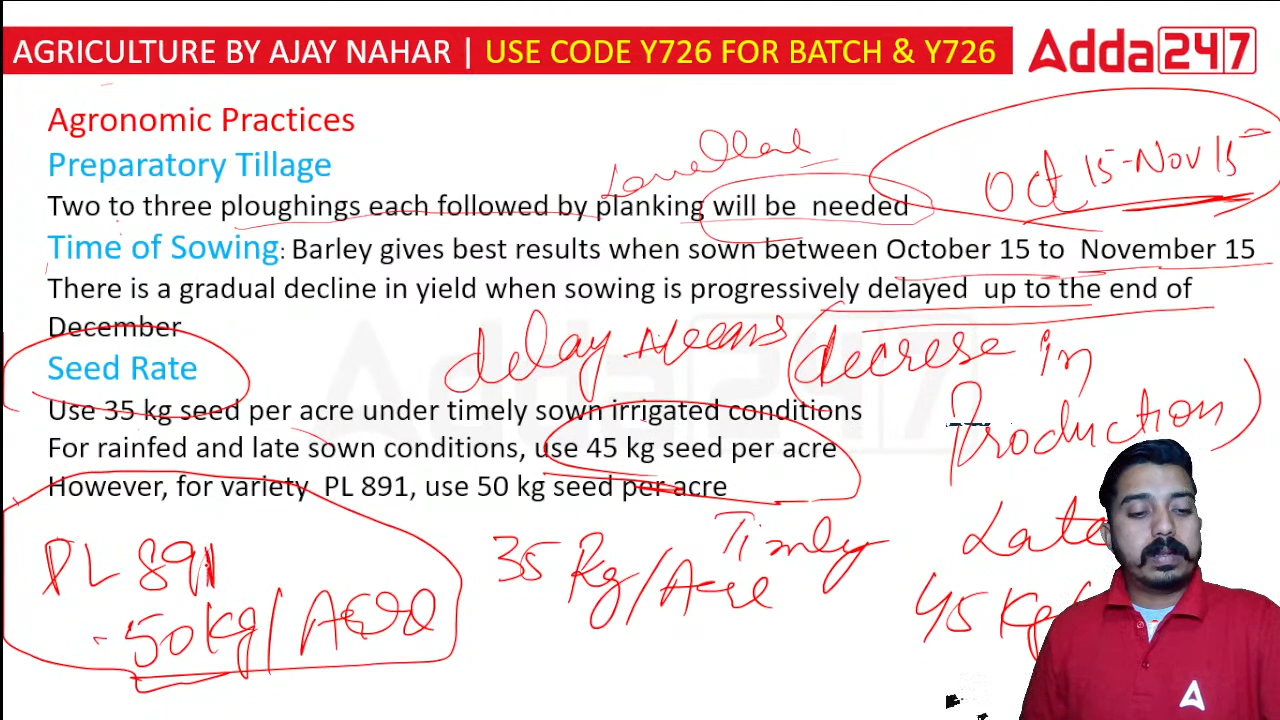 AGRICULTURE BY AJAY NAHAR | USE CODE Y726 FOR BATCH & Y726
Adda247
Agronomic Practices
Preparatory Tillage
Two to three ploughings each followed by planking will be needed
Oct 15-Nov 15
Time of Sowing: Barley gives best results when sown between October 15 to November 15
There is a gradual decline in yield when sowing is progressively delayed up to the end of
December
delay Means (decrese in
Production)
Seed Rate
Use 35 kg seed per acre under timely sown irrigated conditions
For rainfed and late sown conditions, use 45 kg seed per acre
However, for variety PL 891, use 50 kg seed per acre
PL 891
50 kg/Acre
Timly
35 Kg/Acre
Late
45 Kg/